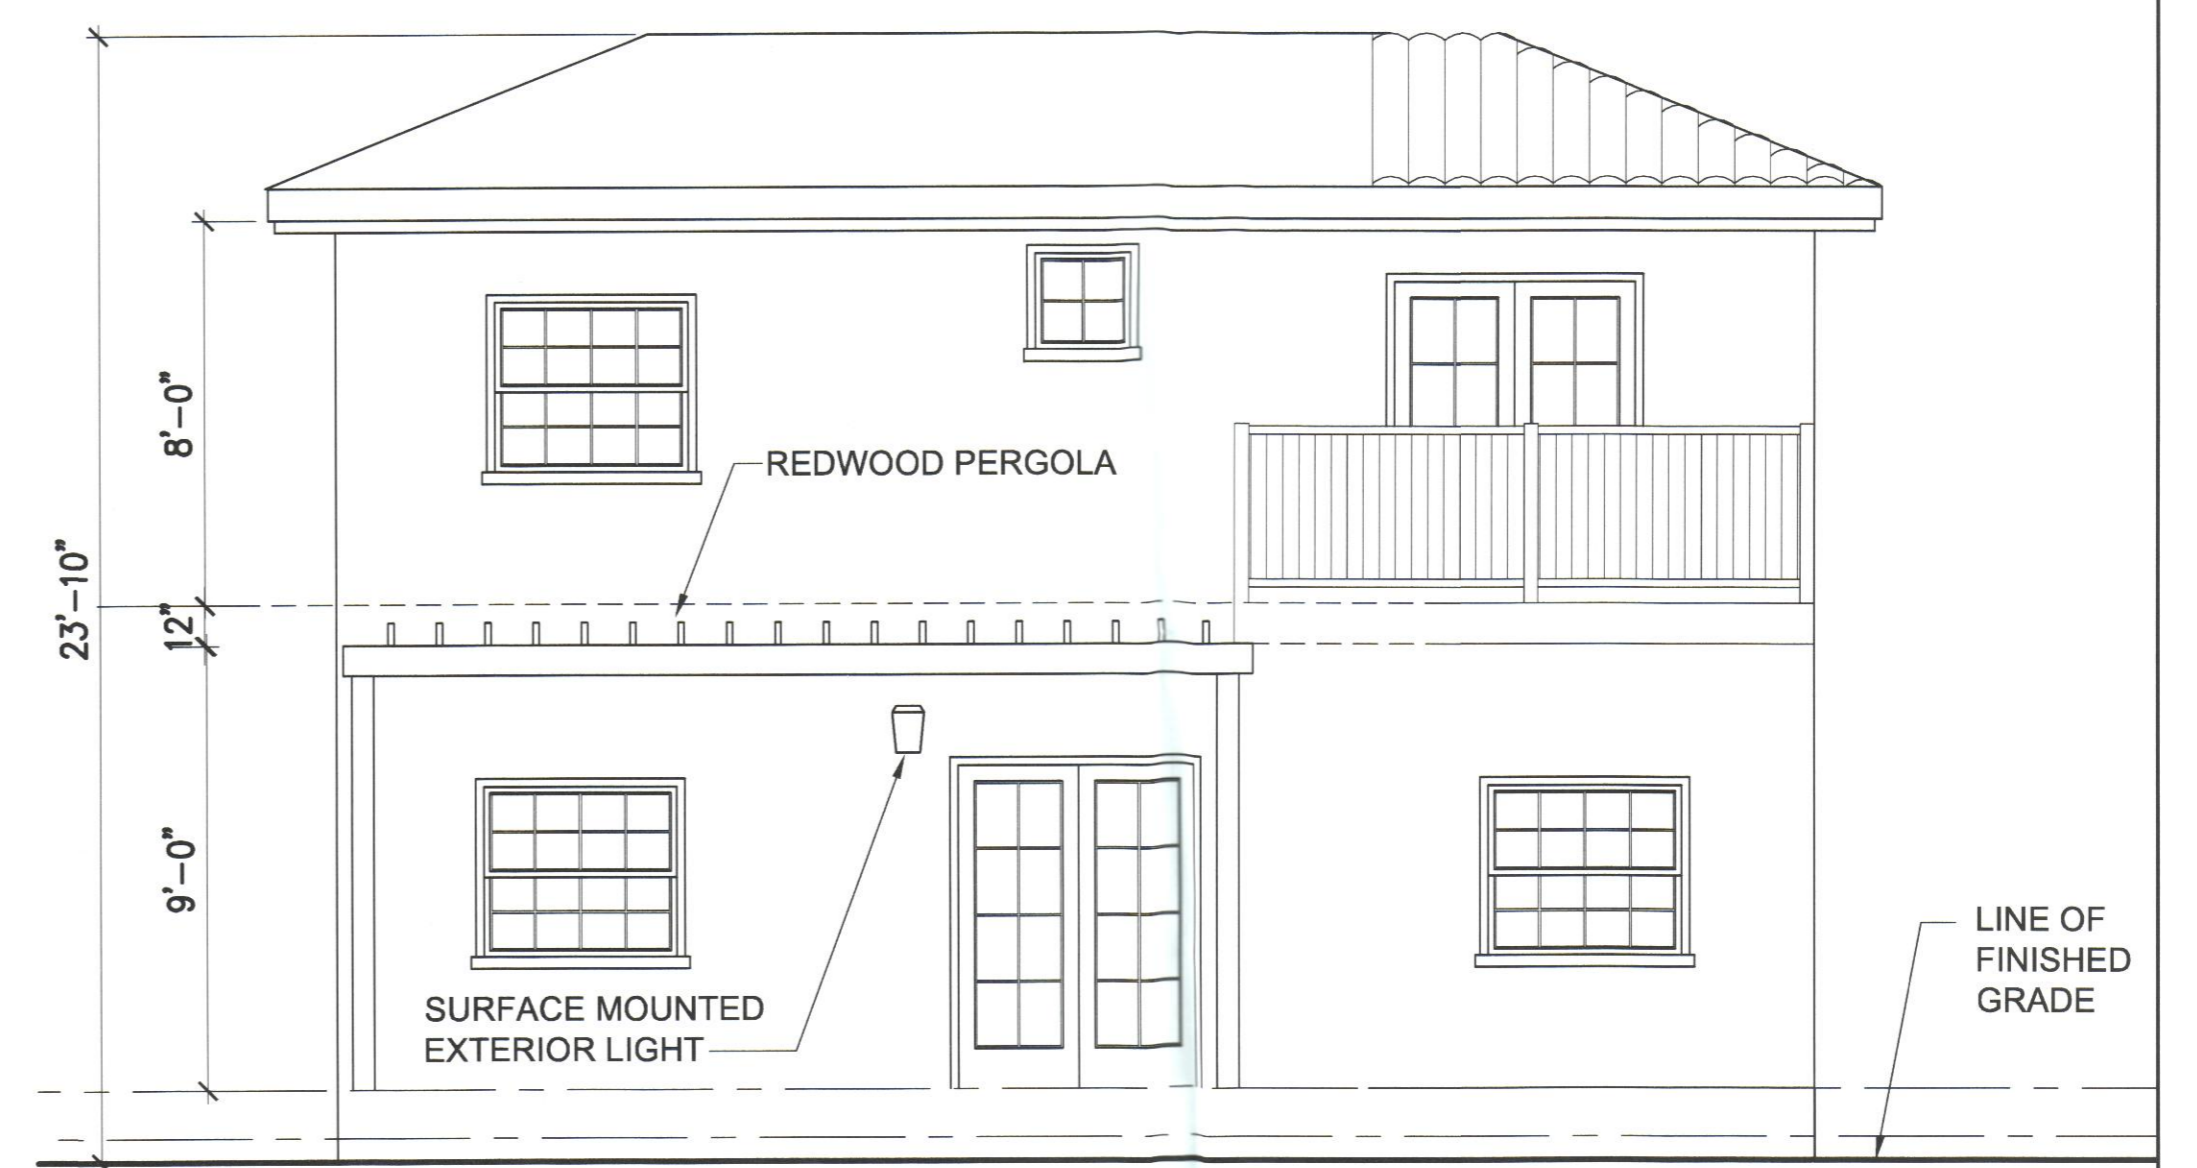 8'-0"
REDWOOD PERGOLA
23'-10"
12"
9'-0"
LINE OF
FINISHED
GRADE
SURFACE MOUNTED
EXTERIOR LIGHT